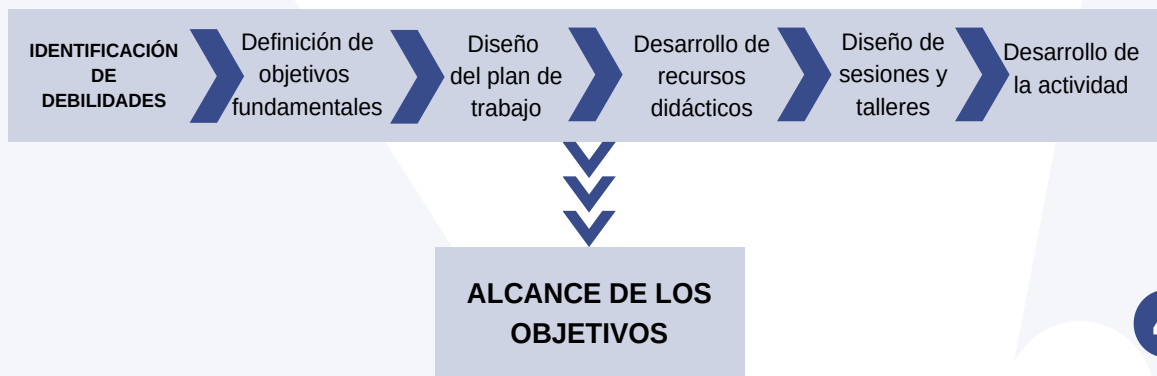 IDENTIFICACIÓN
DE
DEBILIDADES
Definición de
objetivos
fundamentales
Diseño
del plan de
trabajo
Desarrollo de
recursos
didácticos
Diseño de
sesiones y
talleres
Desarrollo de
la actividad
ALCANCE DE LOS
OBJETIVOS